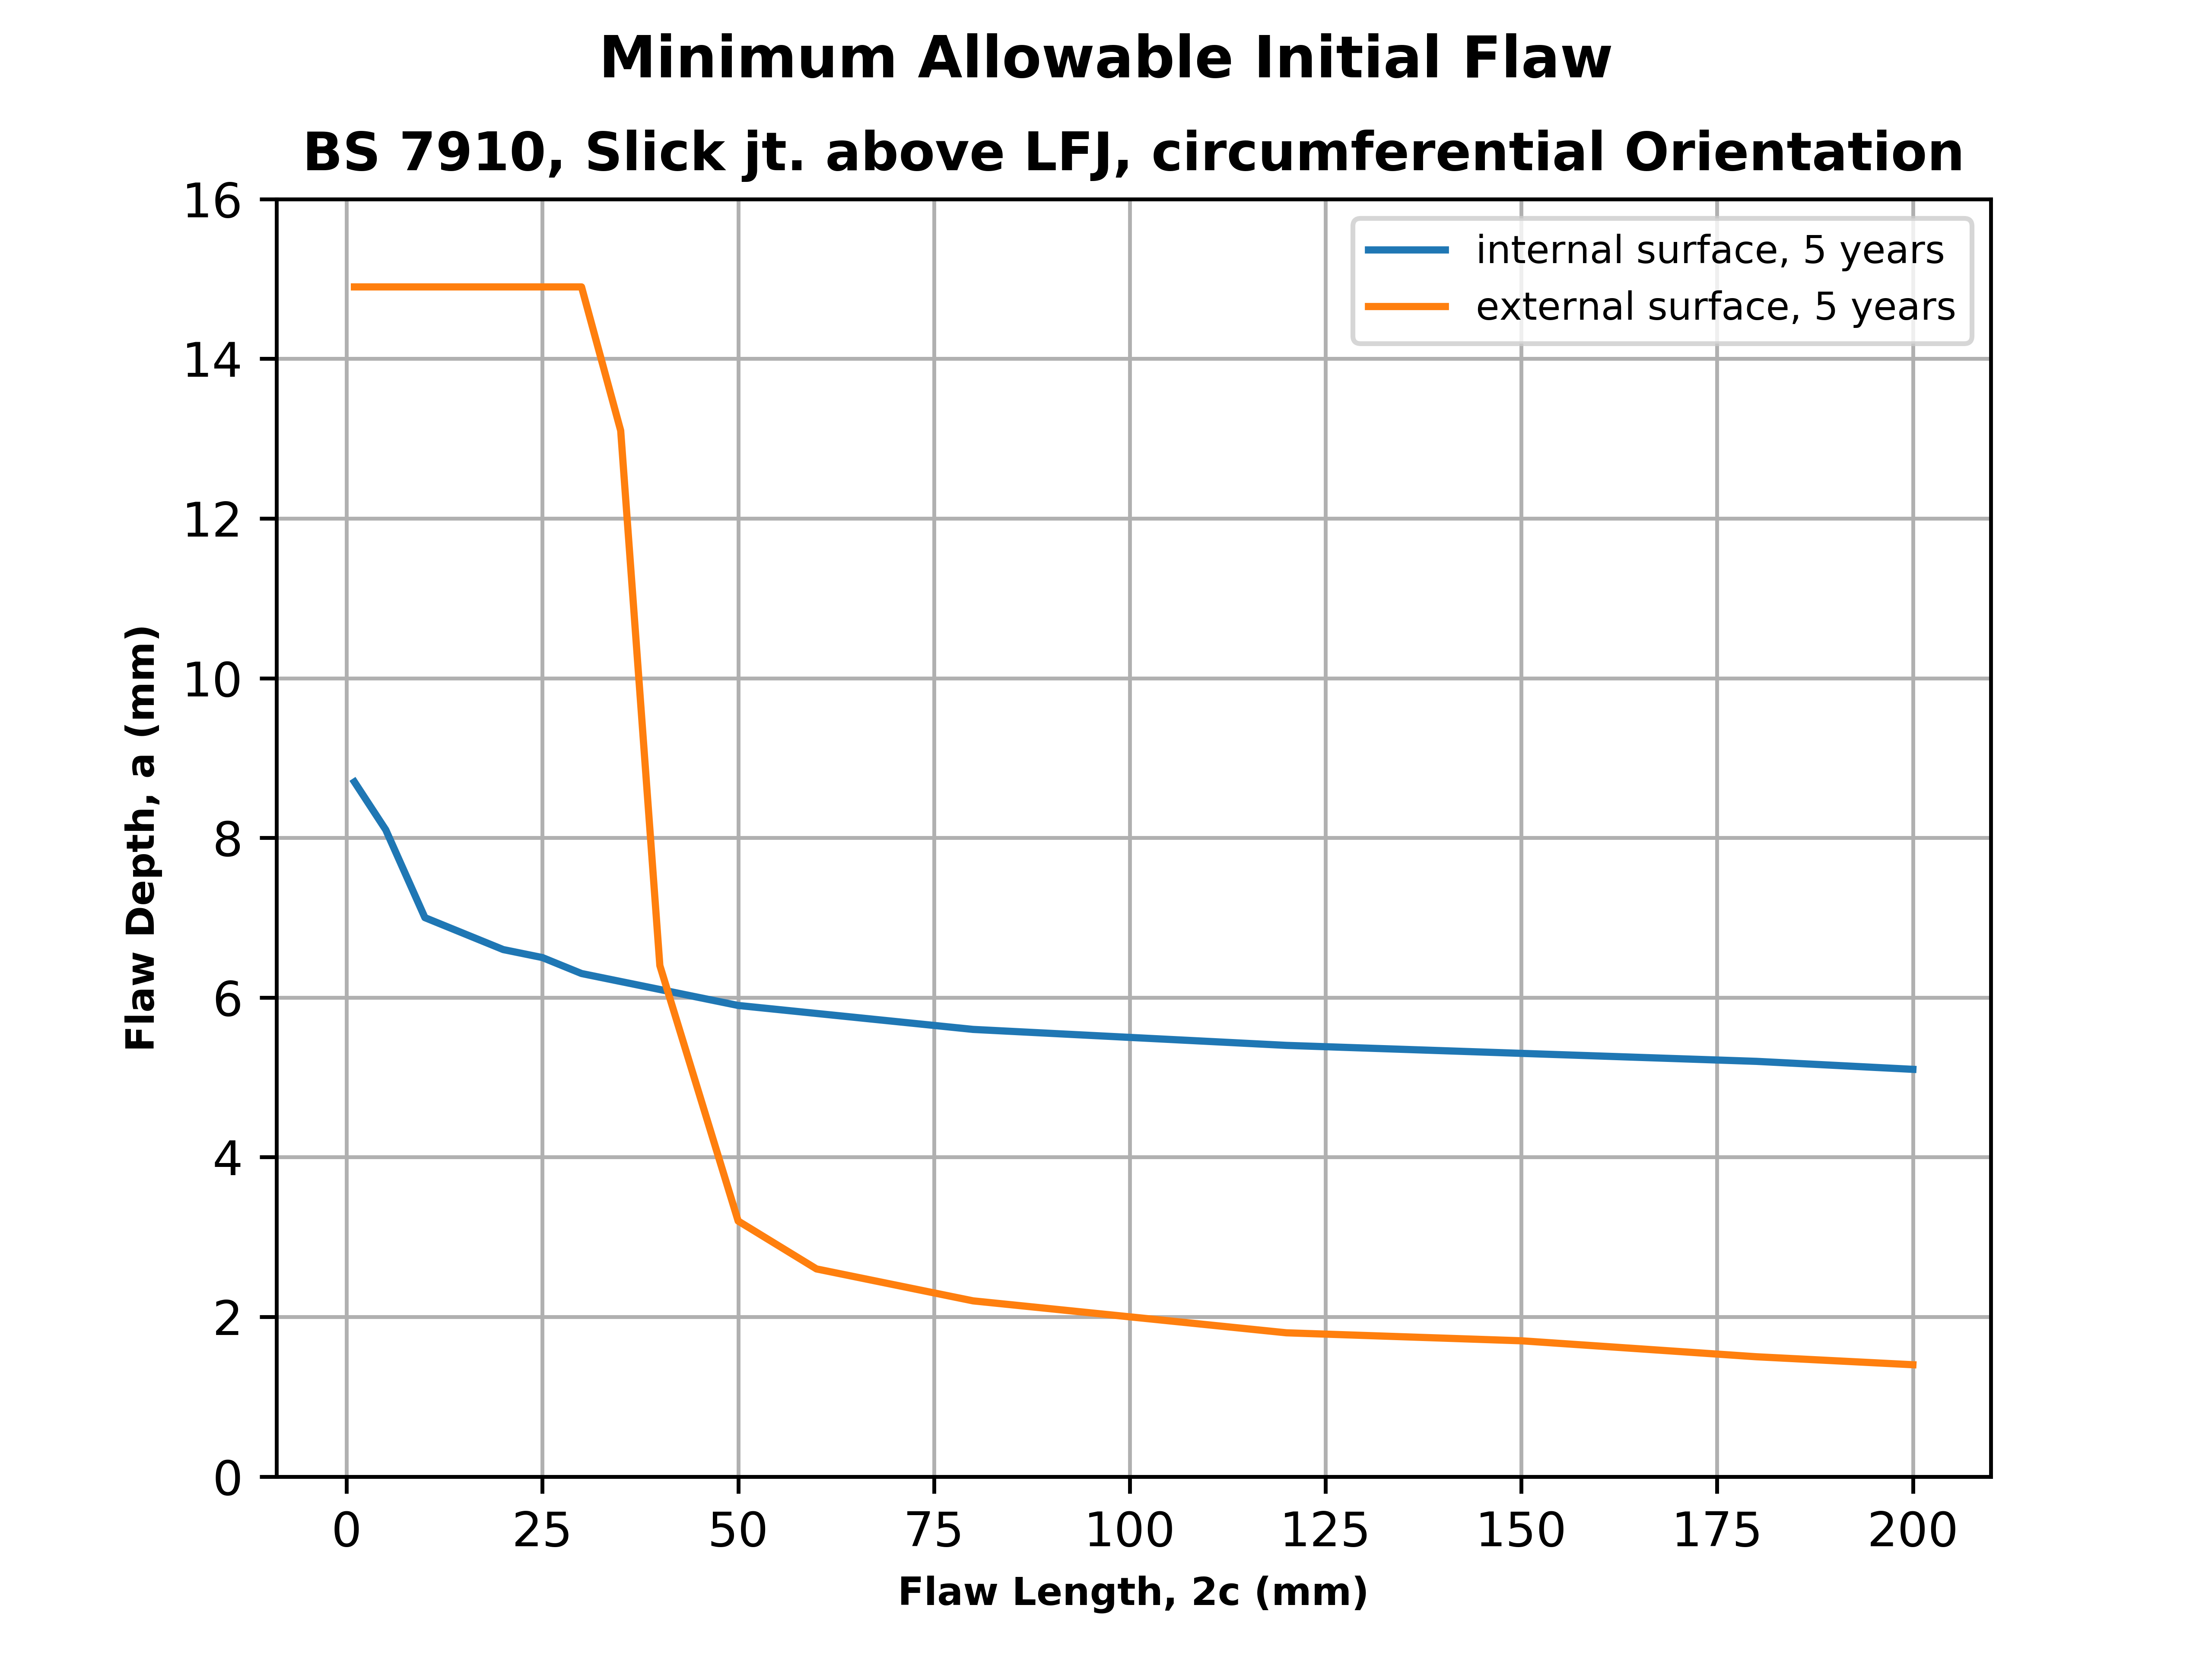 Minimum Allowable Initial Flaw
BS 7910, Slick jt. above LFJ, circumferential Orientation
internal surface, 5 years
external surface, 5 years
16
14
12
10
8
6
4
2
0
Flaw Depth, a (mm)
0 25 50 75 100 125 150 175 200
Flaw Length, 2c (mm)